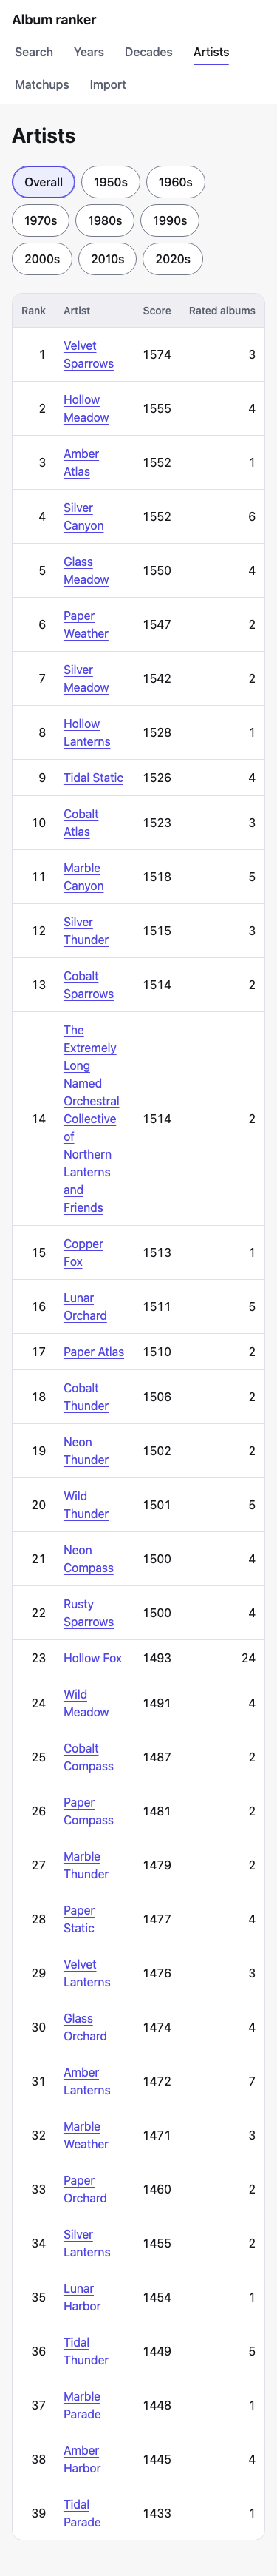 Album ranker
Search Years Decades Artists
Matchups Import
Artists
Overall 1950s 1960s
1970s 1980s 1990s
2000s 2010s 2020s
Rank Artist Score Rated albums
1 Velvet Sparrows 1574 3
2 Hollow Meadow 1555 4
3 Amber Atlas 1552 1
4 Silver Canyon 1552 6
5 Glass Meadow 1550 4
6 Paper Weather 1547 2
7 Silver Meadow 1542 2
8 Hollow Lanterns 1528 1
9 Tidal Static 1526 4
10 Cobalt Atlas 1523 3
11 Marble Canyon 1518 5
12 Silver Thunder 1515 3
13 Cobalt Sparrows 1514 2
14 The Extremely Long Named Orchestral Collective of Northern Lanterns and Friends 1514 2
15 Copper Fox 1513 1
16 Lunar Orchard 1511 5
17 Paper Atlas 1510 2
18 Cobalt Thunder 1506 2
19 Neon Thunder 1502 2
20 Wild Thunder 1501 5
21 Neon Compass 1500 4
22 Rusty Sparrows 1500 4
23 Hollow Fox 1493 24
24 Wild Meadow 1491 4
25 Cobalt Compass 1487 2
26 Paper Compass 1481 2
27 Marble Thunder 1479 2
28 Paper Static 1477 4
29 Velvet Lanterns 1476 3
30 Glass Orchard 1474 4
31 Amber Lanterns 1472 7
32 Marble Weather 1471 3
33 Paper Orchard 1460 2
34 Silver Lanterns 1455 2
35 Lunar Harbor 1454 1
36 Tidal Thunder 1449 5
37 Marble Parade 1448 1
38 Amber Harbor 1445 4
39 Tidal Parade 1433 1